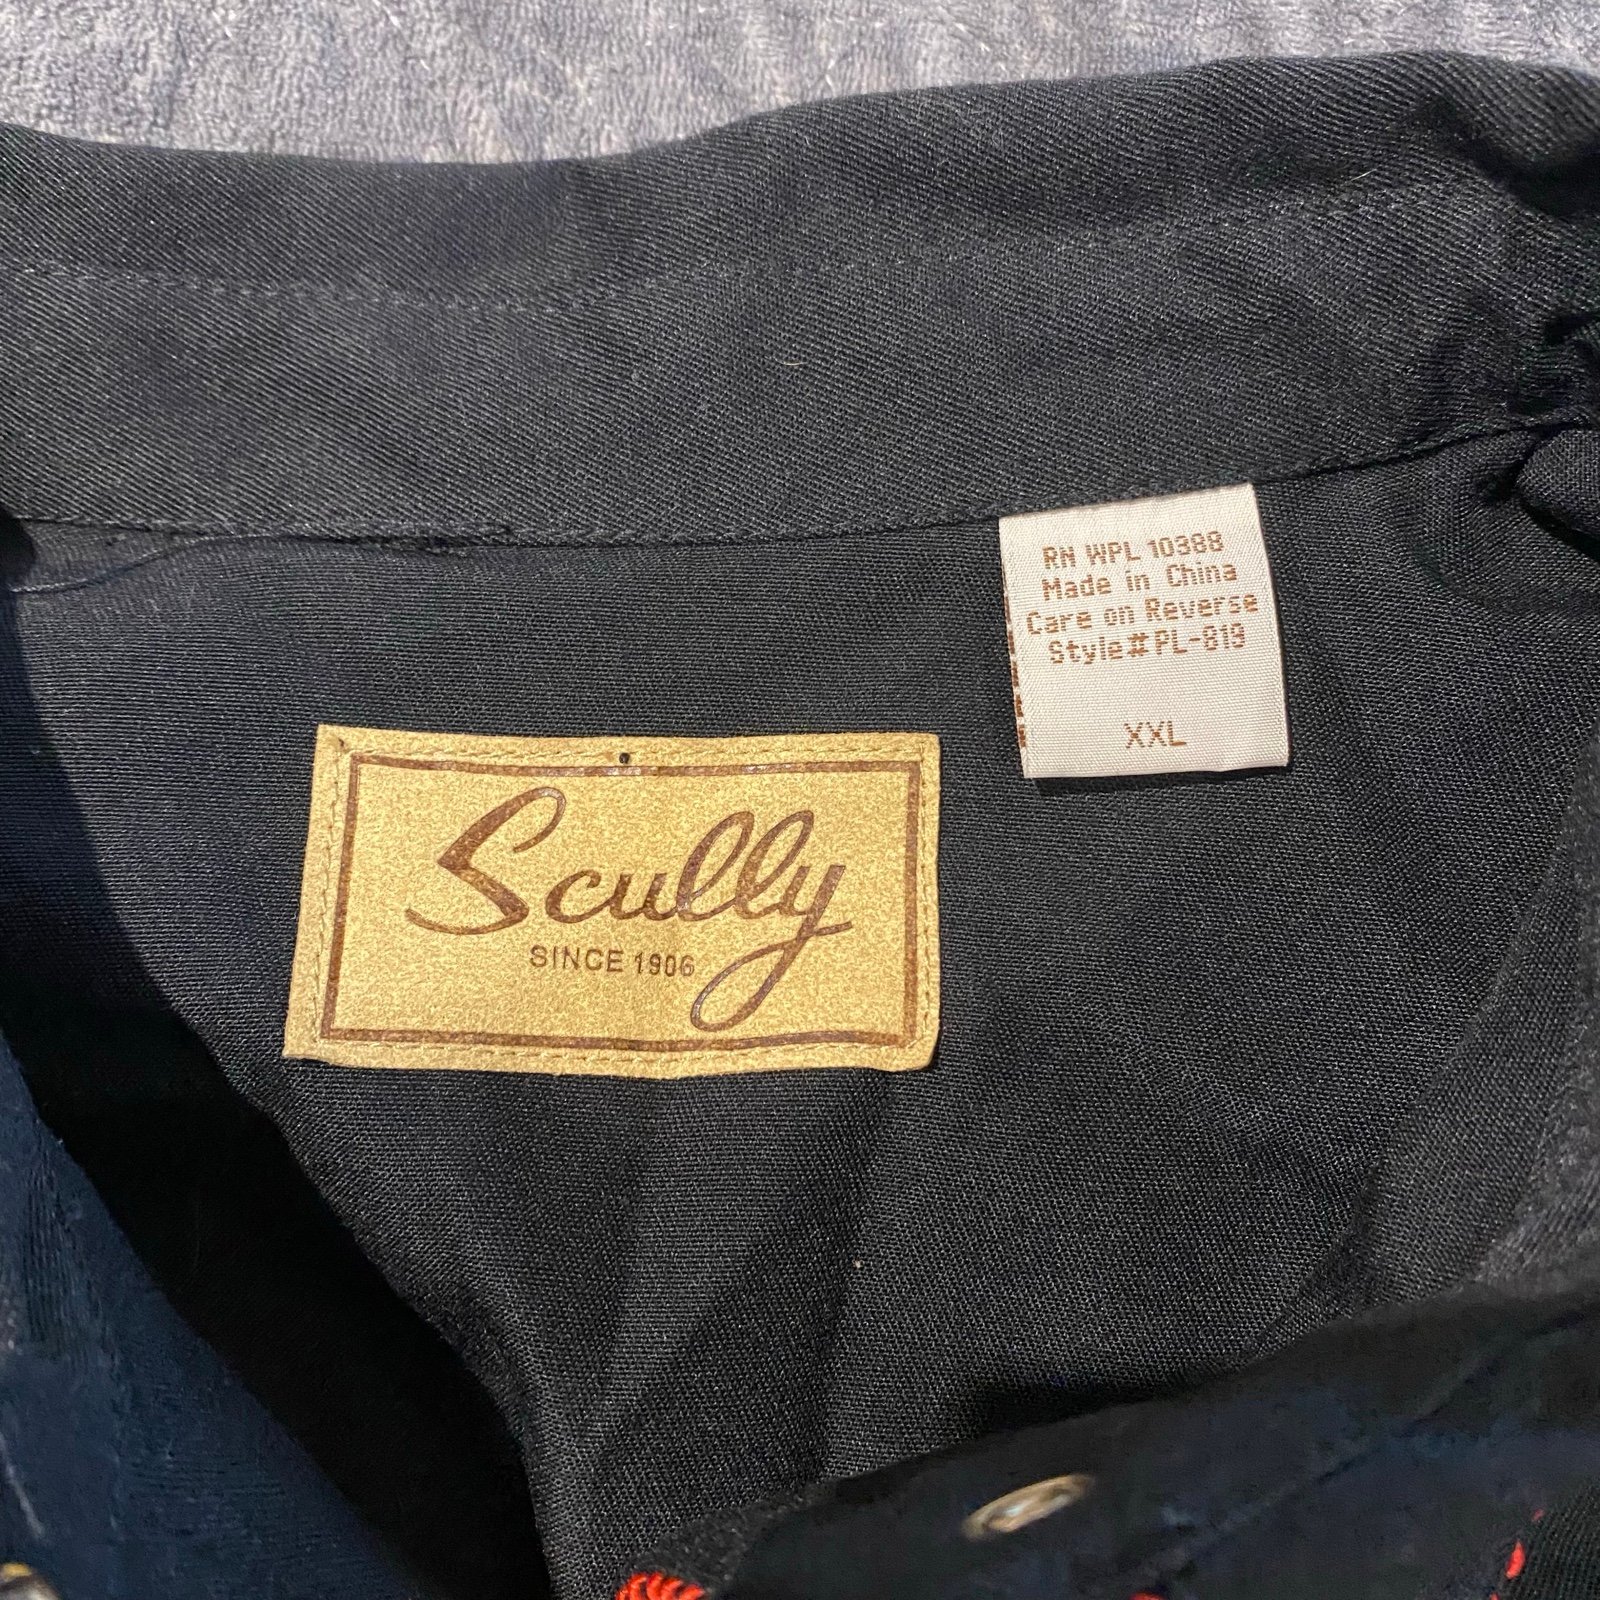 RN WPL 10388
Made in China
Care on Reverse
Style# PL-819
XXL
Scully
SINCE 1906